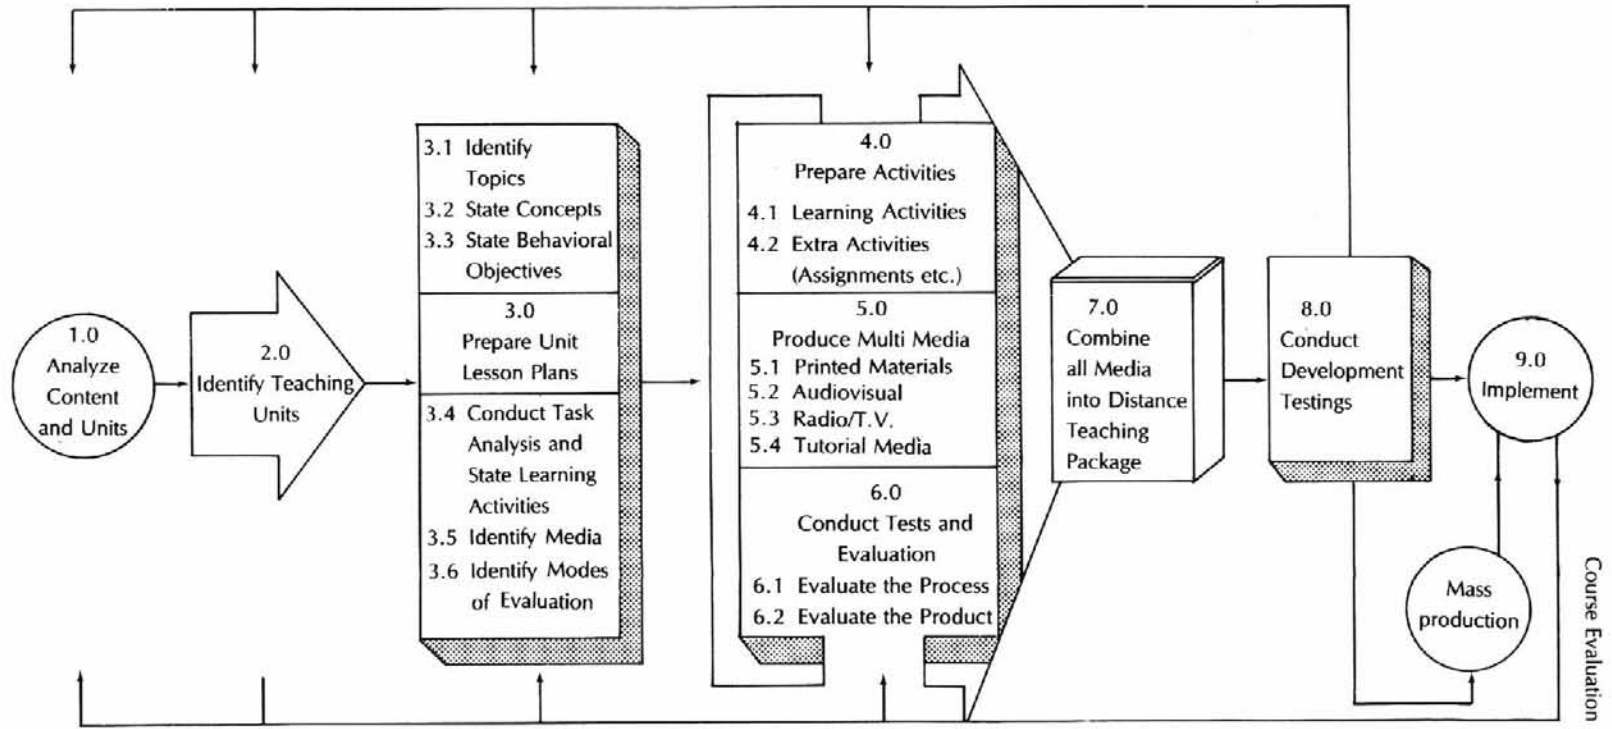 1.0
Analyze
Content
and Units
2.0
Identify Teaching
Units
3.1 Identify
Topics
3.2 State Concepts
3.3 State Behavioral
Objectives
3.0
Prepare Unit
Lesson Plans
3.4 Conduct Task
Analysis and
State Learning
Activities
3.5 Identify Media
3.6 Identify Modes
of Evaluation
4.0
Prepare Activities
4.1 Learning Activities
4.2 Extra Activities
(Assignments etc.)
5.0
Produce Multi Media
5.1 Printed Materials
5.2 Audiovisual
5.3 Radio/T.V.
5.4 Tutorial Media
6.0
Conduct Tests and
Evaluation
6.1 Evaluate the Process
6.2 Evaluate the Product
7.0
Combine
all Media
into Distance
Teaching
Package
8.0
Conduct
Development
Testings
9.0
Implement
Mass
production
Course Evaluation